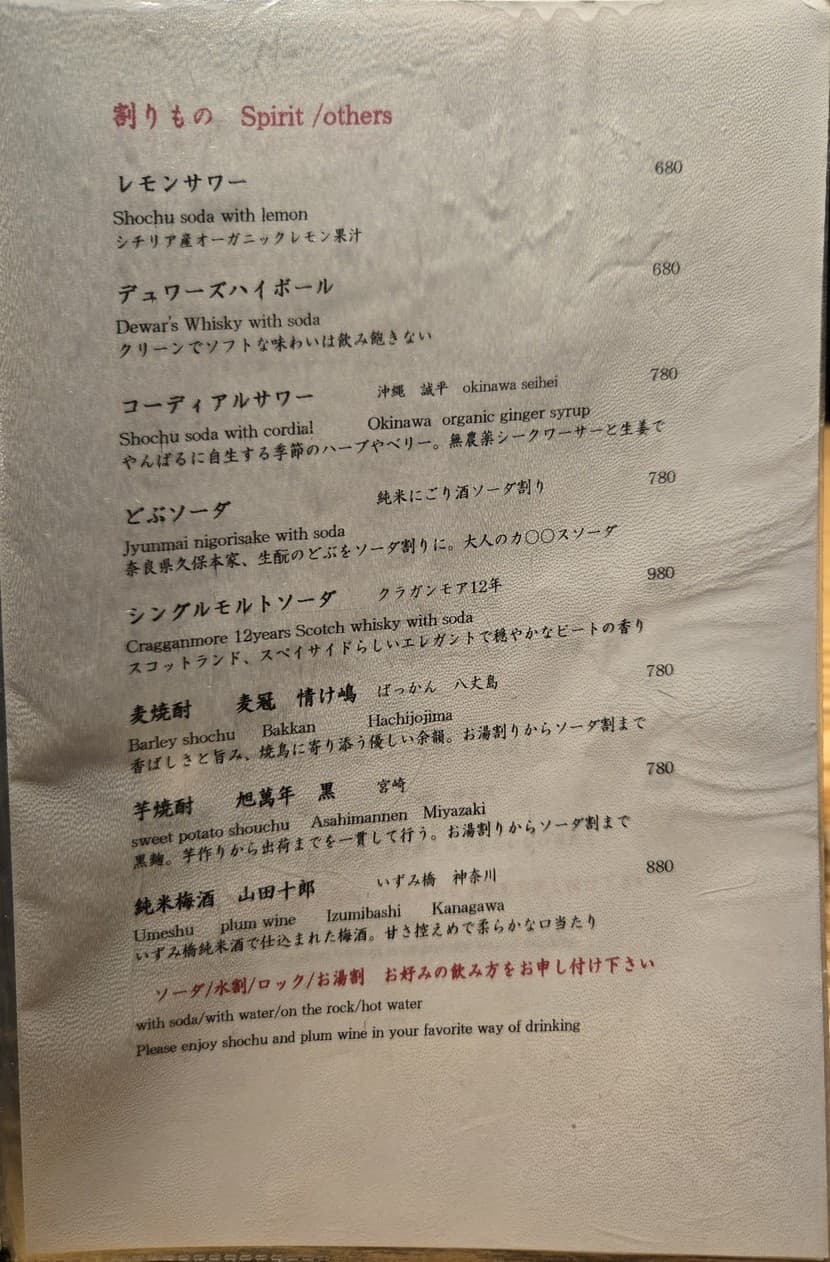 割りもの Spirit /others
レモンサワー 680
Shochu soda with lemon
シチリア産オーガニックレモン果汁
デュワーズハイボール 680
Dewar's Whisky with soda
クリーンでソフトな味わいは飲み飽きない
コーディアルサワー 沖縄 誠平 okinawa seihei 780
Shochu soda with cordial Okinawa organic ginger syrup
やんばるに自生する季節のハーブやベリー。無農薬シークワーサーと生姜で
どぶソーダ 純米にごり酒ソーダ割り 780
Jyunmai nigorisake with soda
奈良県久保本家、生酛のどぶをソーダ割りに。大人のカ〇〇スソーダ
シングルモルトソーダ クラガンモア12年 980
Cragganmore 12years Scotch whisky with soda
スコットランド、スペイサイドらしいエレガントで穏やかなピートの香り
麦焼酎 麦冠 情け嶋 ばっかん 八丈島 780
Barley shochu Bakkan Hachijojima
香ばしさと旨み、焼鳥に寄り添う優しい余韻。お湯割りからソーダ割まで
芋焼酎 旭萬年 黒 宮崎 780
sweet potato shouchu Asahimannen Miyazaki
黒麹。芋作りから出荷までを一貫して行う。お湯割りからソーダ割まで
純米梅酒 山田十郎 いずみ橋 神奈川 880
Umeshu plum wine Izumibashi Kanagawa
いずみ橋純米酒で仕込まれた梅酒。甘さ控えめで柔らかな口当たり
ソーダ/水割/ロック/お湯割 お好みの飲み方をお申し付け下さい
with soda/with water/on the rock/hot water
Please enjoy shochu and plum wine in your favorite way of drinking